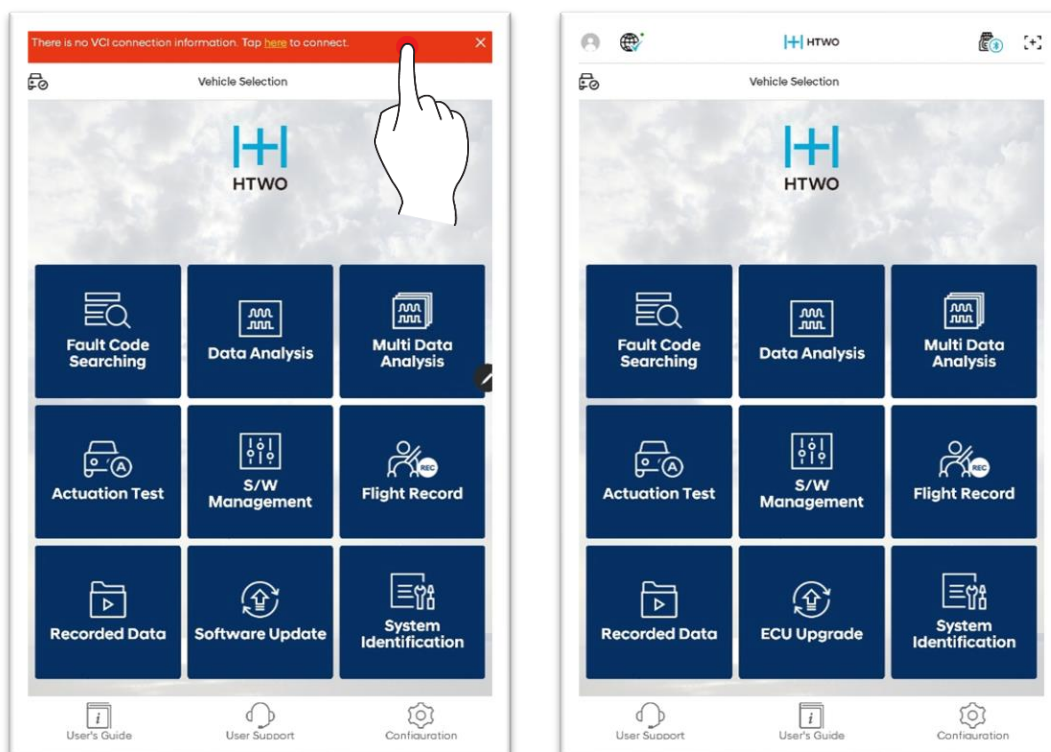 There is no VCI connection information. Tap here to connect.
Vehicle Selection
HTWO
Fault Code
Searching
Data Analysis
Multi Data
Analysis
Actuation Test
S/W
Management
REC
Flight Record
Recorded Data
Software Update
System
Identification
User's Guide
User Support
Configuration
HTWO
Vehicle Selection
HTWO
Fault Code
Searching
Data Analysis
Multi Data
Analysis
Actuation Test
S/W
Management
REC
Flight Record
Recorded Data
ECU Upgrade
System
Identification
User Support
User's Guide
Configuration